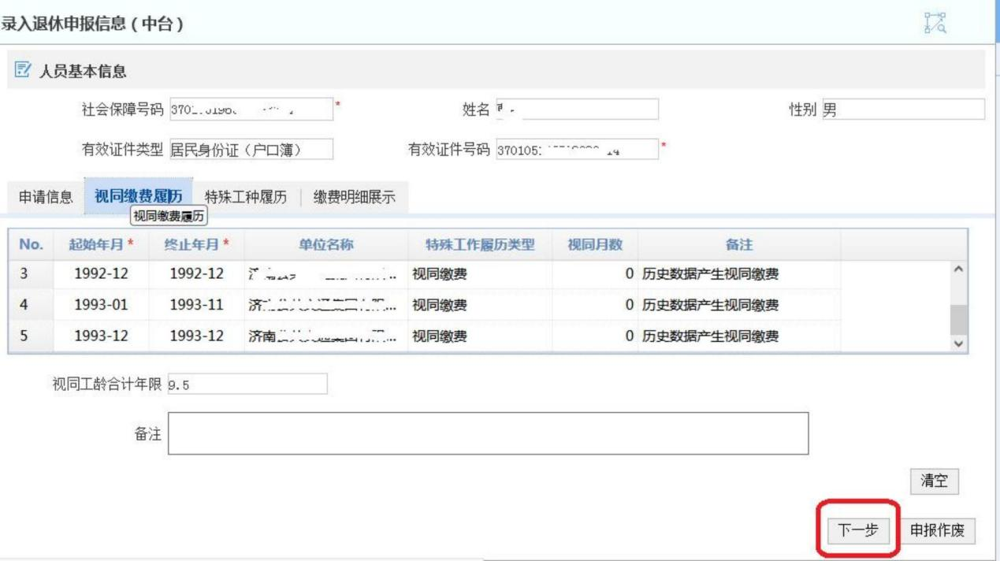 录入退休申报信息（中台）
人员基本信息
社会保障号码 * 姓名 性别 男
有效证件类型 居民身份证（户口簿） 有效证件号码 *
申请信息 视同缴费履历 特殊工种履历 缴费明细展示
视同缴费履历
No. 起始年月* 终止年月* 单位名称 特殊工作履历类型 视同月数 备注
3 1992-12 1992-12 视同缴费 0 历史数据产生视同缴费
4 1993-01 1993-11 济 视同缴费 0 历史数据产生视同缴费
5 1993-12 1993-12 济南 视同缴费 0 历史数据产生视同缴费
视同工龄合计年限 9.5
备注
清空
下一步 申报作废